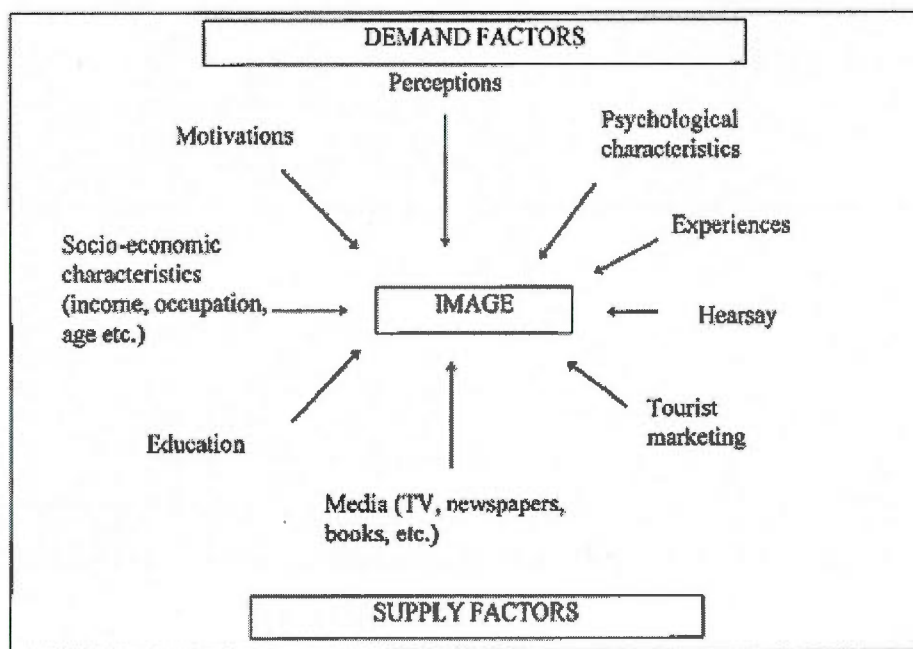 DEMAND FACTORS
Perceptions
Motivations
Psychological
characteristics
Experiences
Socio-economic
characteristics
(income, occupation,
age etc.)
IMAGE
Hearsay
Tourist
marketing
Education
Media (TV, newspapers,
books, etc.)
SUPPLY FACTORS